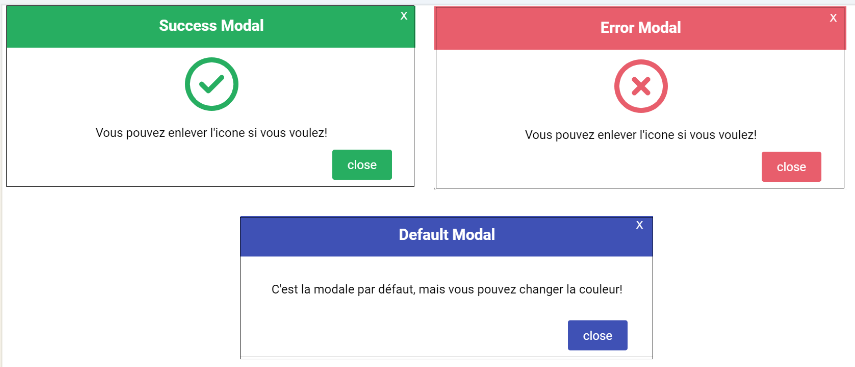 Success Modal
X
Vous pouvez enlever l'icone si vous voulez!
close
Error Modal
X
Vous pouvez enlever l'icone si vous voulez!
close
Default Modal
X
C'est la modale par défaut, mais vous pouvez changer la couleur!
close